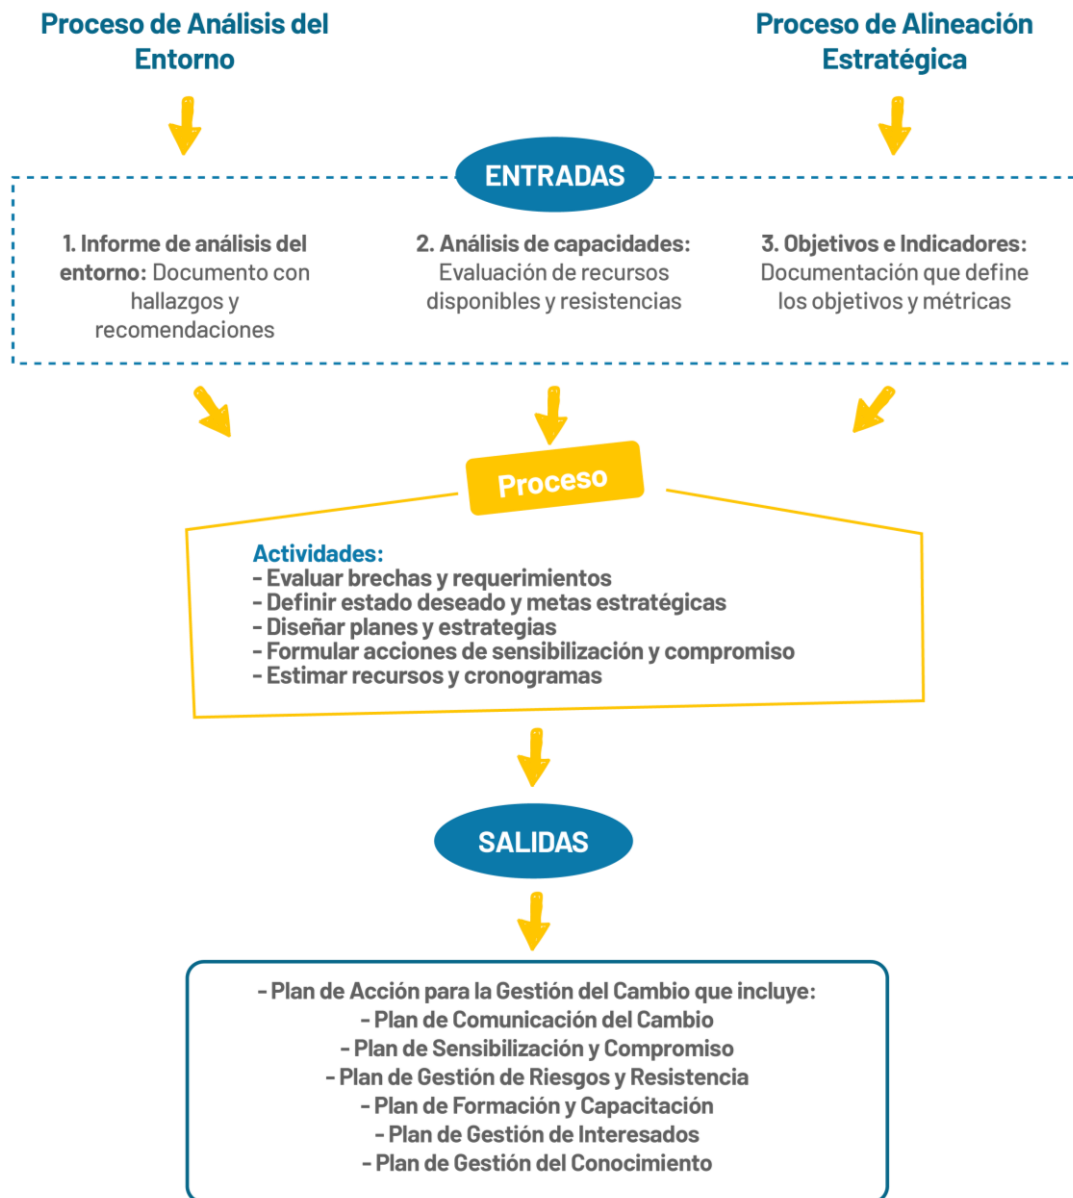 Proceso de Análisis del
Entorno
Proceso de Alineación
Estratégica
ENTRADAS
1. Informe de análisis del
entorno: Documento con
hallazgos y
recomendaciones
2. Análisis de capacidades:
Evaluación de recursos
disponibles y resistencias
3. Objetivos e Indicadores:
Documentación que define
los objetivos y métricas
Proceso
Actividades:
- Evaluar brechas y requerimientos
- Definir estado deseado y metas estratégicas
- Diseñar planes y estrategias
- Formular acciones de sensibilización y compromiso
- Estimar recursos y cronogramas
SALIDAS
- Plan de Acción para la Gestión del Cambio que incluye:
- Plan de Comunicación del Cambio
- Plan de Sensibilización y Compromiso
- Plan de Gestión de Riesgos y Resistencia
- Plan de Formación y Capacitación
- Plan de Gestión de Interesados
- Plan de Gestión del Conocimiento